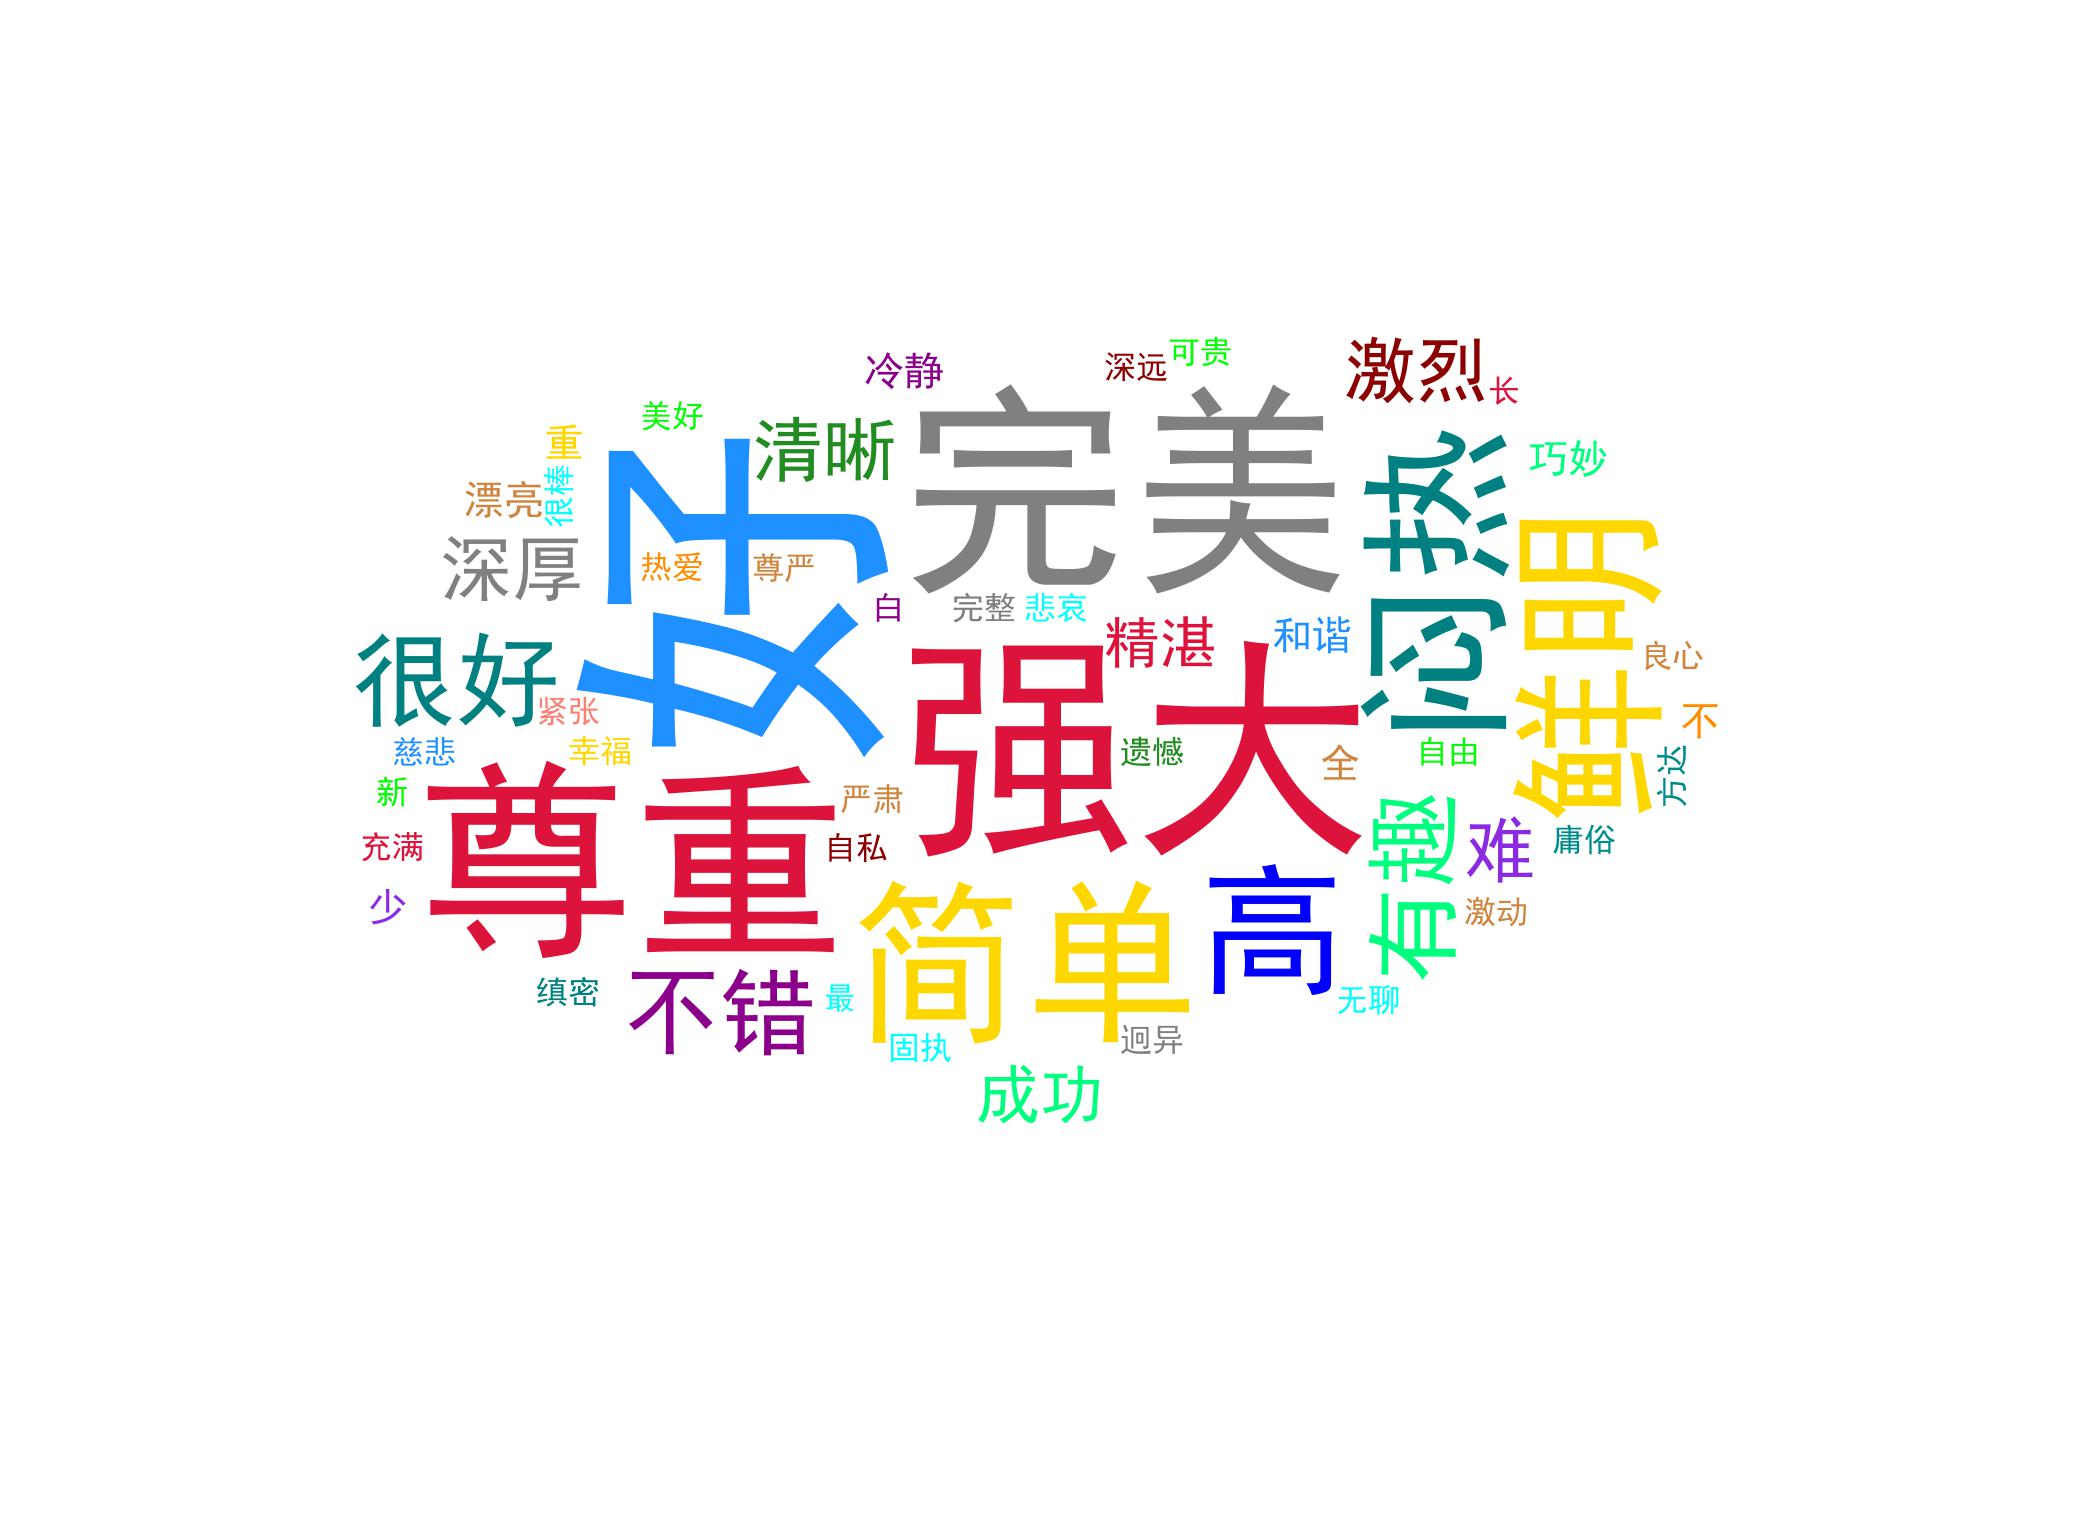 冷静
深远
可贵
激烈
长
美好
重
清晰
完美
闷热
巧妙
漂亮
很棒
好
深厚
热爱
尊严
鲜明
白
完整
悲哀
精湛
和谐
良心
很好
紧张
强大
不
慈悲
幸福
遗憾
全
自由
方达
新
尊重
严肃
充满
自私
有趣
难
庸俗
少
简单
高
激动
缜密
不错
最
无聊
固执
迥异
成功